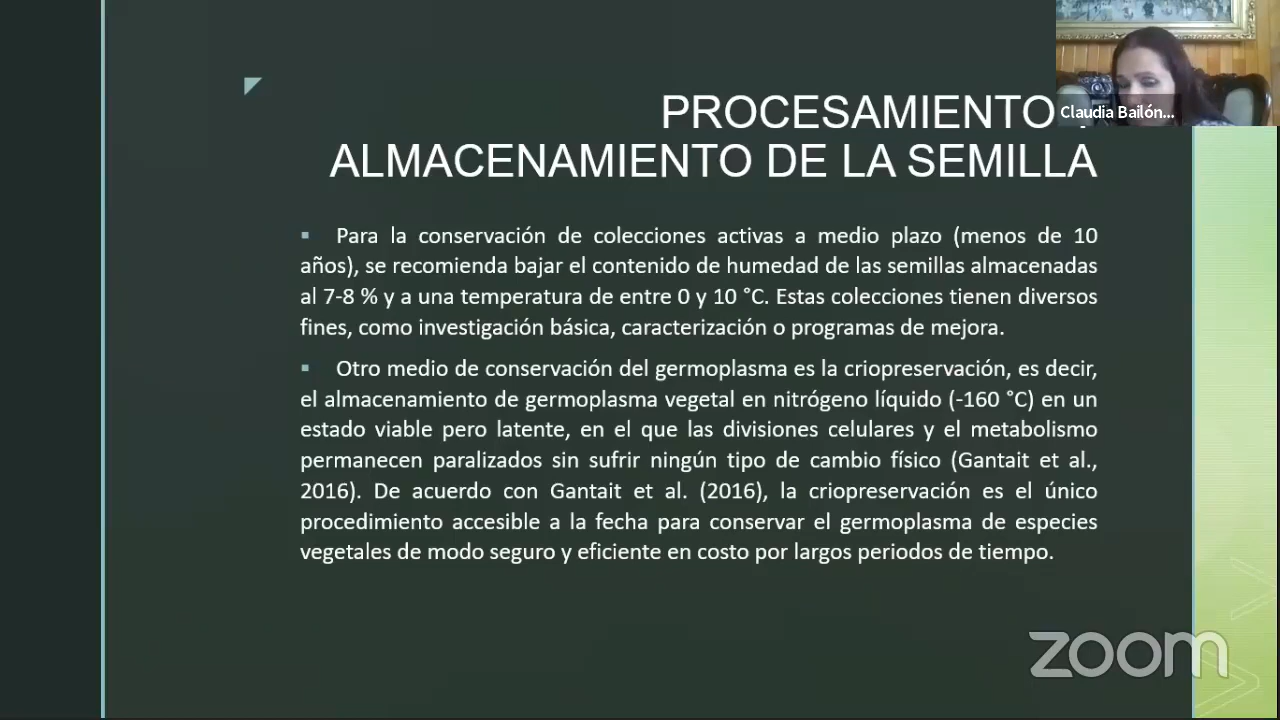 PROCESAMIENTO
ALMACENAMIENTO DE LA SEMILLA
Claudia Bailón...
▪ Para la conservación de colecciones activas a medio plazo (menos de 10
años), se recomienda bajar el contenido de humedad de las semillas almacenadas
al 7-8 % y a una temperatura de entre 0 y 10 °C. Estas colecciones tienen diversos
fines, como investigación básica, caracterización o programas de mejora.
▪ Otro medio de conservación del germoplasma es la criopreservación, es decir,
el almacenamiento de germoplasma vegetal en nitrógeno líquido (-160 °C) en un
estado viable pero latente, en el que las divisiones celulares y el metabolismo
permanecen paralizados sin sufrir ningún tipo de cambio físico (Gantait et al.,
2016). De acuerdo con Gantait et al. (2016), la criopreservación es el único
procedimiento accesible a la fecha para conservar el germoplasma de especies
vegetales de modo seguro y eficiente en costo por largos periodos de tiempo.
zoom